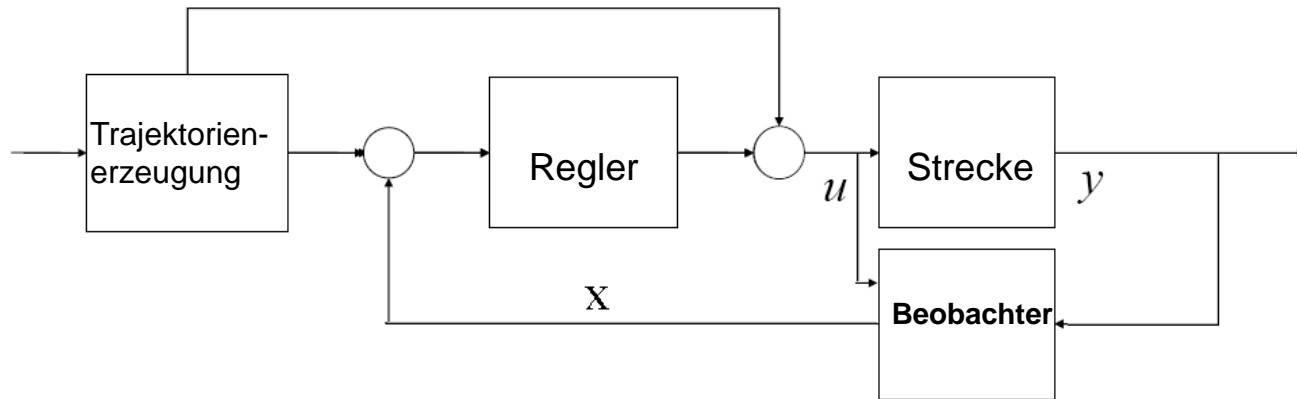 Trajektorien-
erzeugung
Regler
u
Strecke
y
x
Beobachter